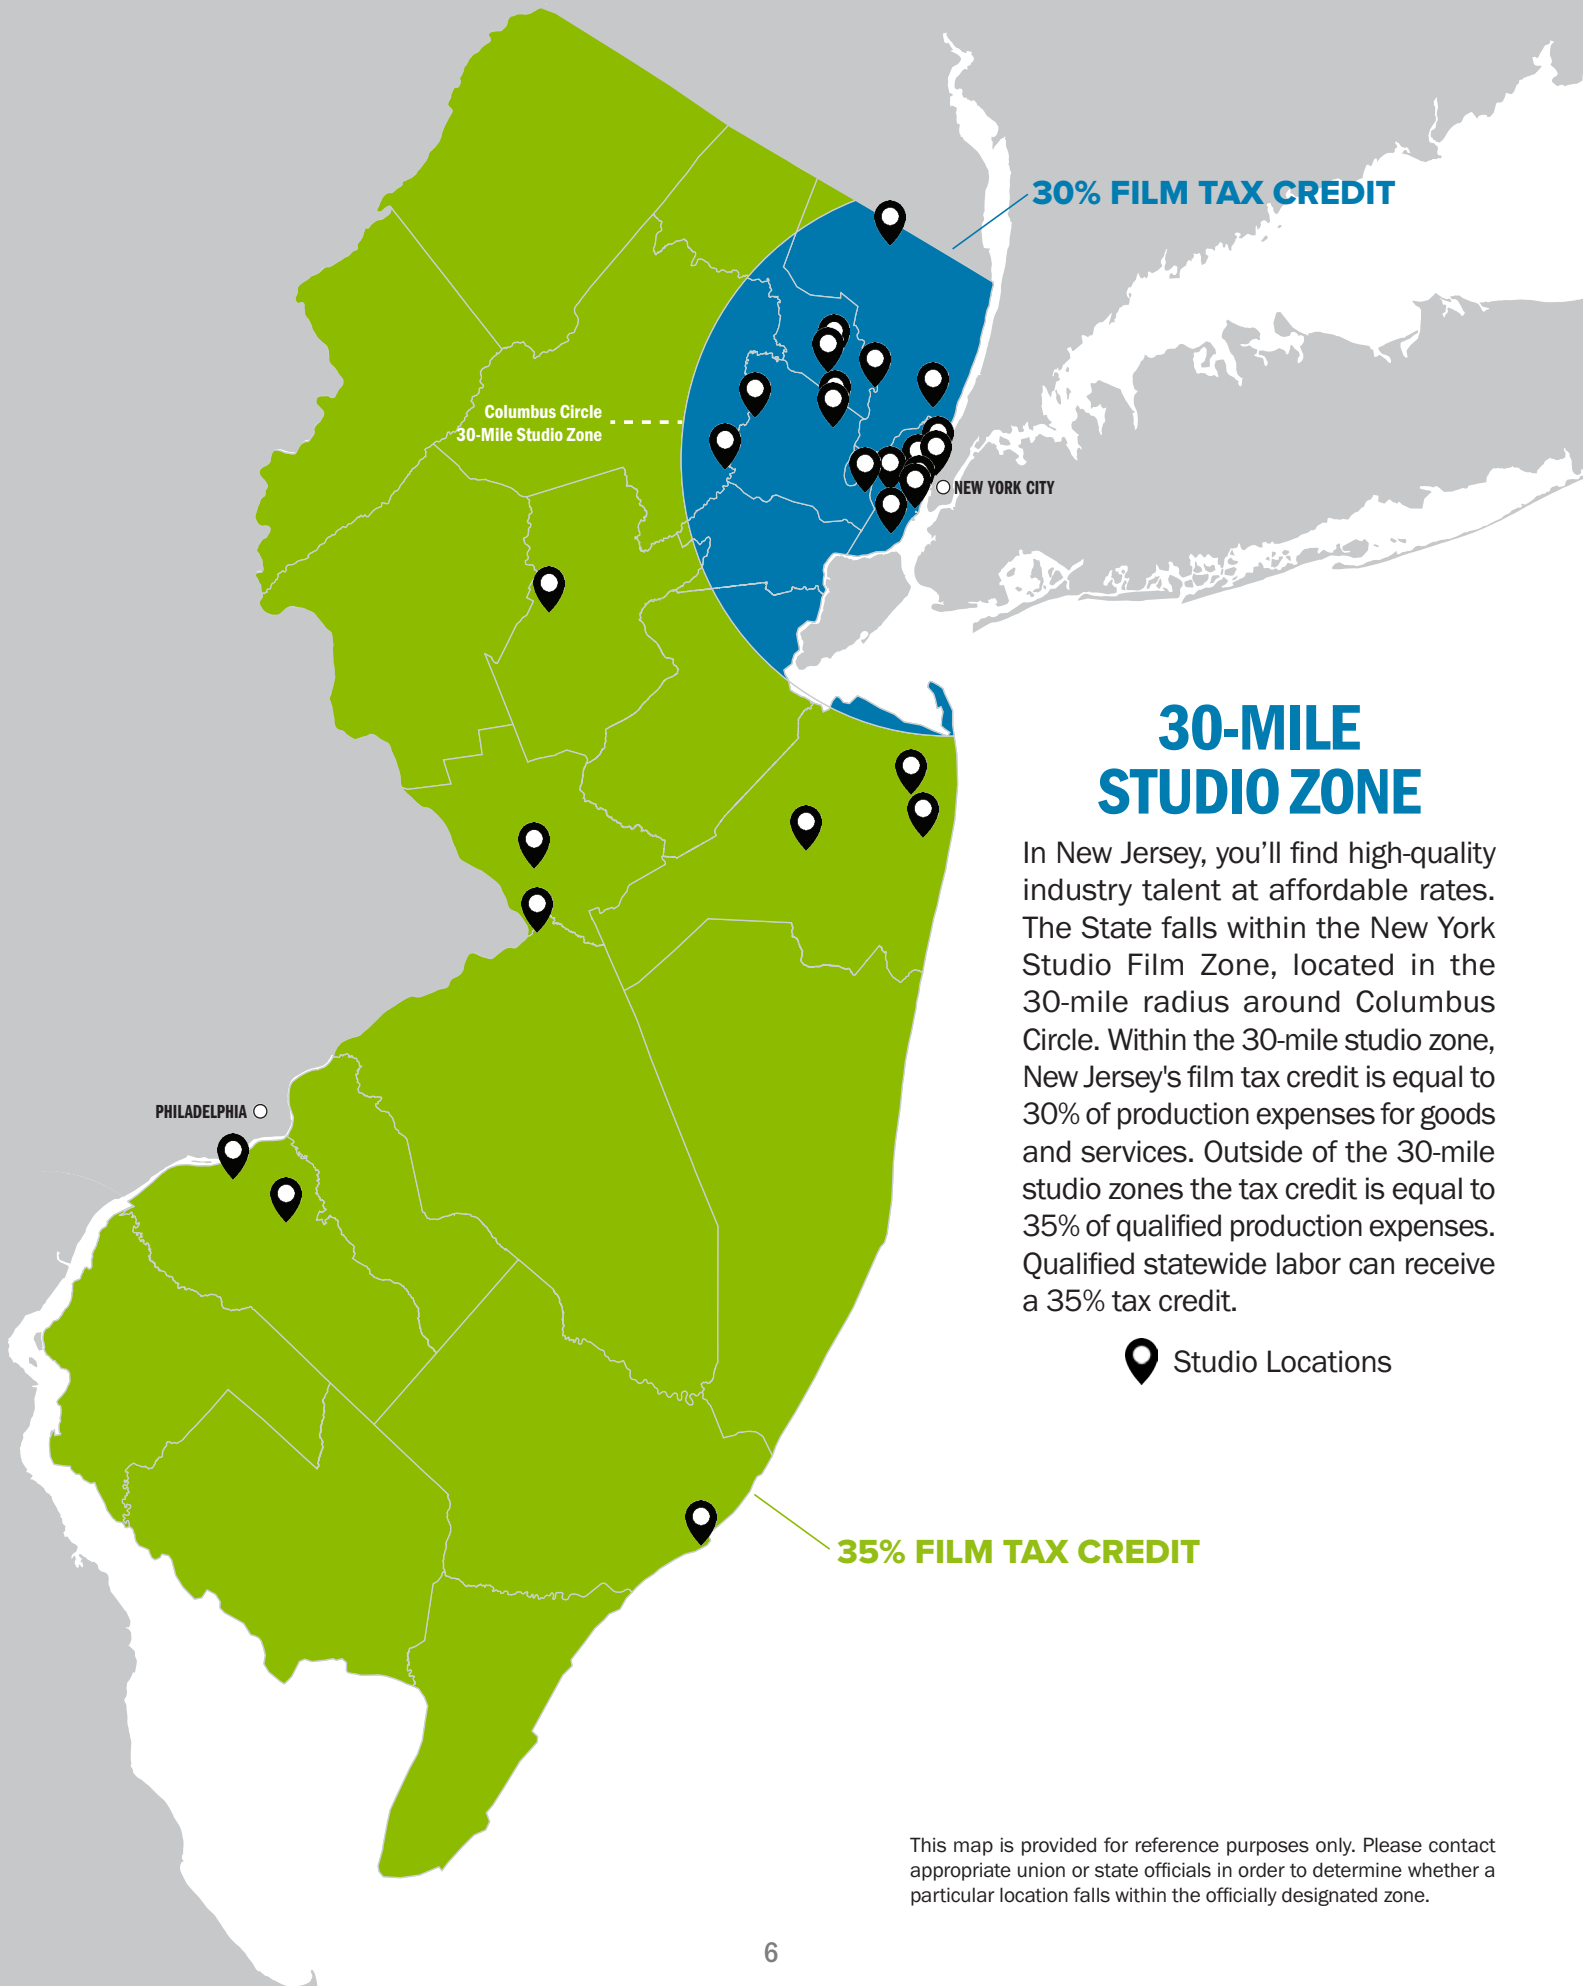 30% FILM TAX CREDIT
Columbus Circle
30-Mile Studio Zone
NEW YORK CITY
30-MILE
STUDIO ZONE
In New Jersey, you’ll find high-quality
industry talent at affordable rates.
The State falls within the New York
Studio Film Zone, located in the
30-mile radius around Columbus
Circle. Within the 30-mile studio zone,
New Jersey's film tax credit is equal to
30% of production expenses for goods
and services. Outside of the 30-mile
studio zones the tax credit is equal to
35% of qualified production expenses.
Qualified statewide labor can receive
a 35% tax credit.
Studio Locations
PHILADELPHIA
35% FILM TAX CREDIT
This map is provided for reference purposes only. Please contact
appropriate union or state officials in order to determine whether a
particular location falls within the officially designated zone.
6